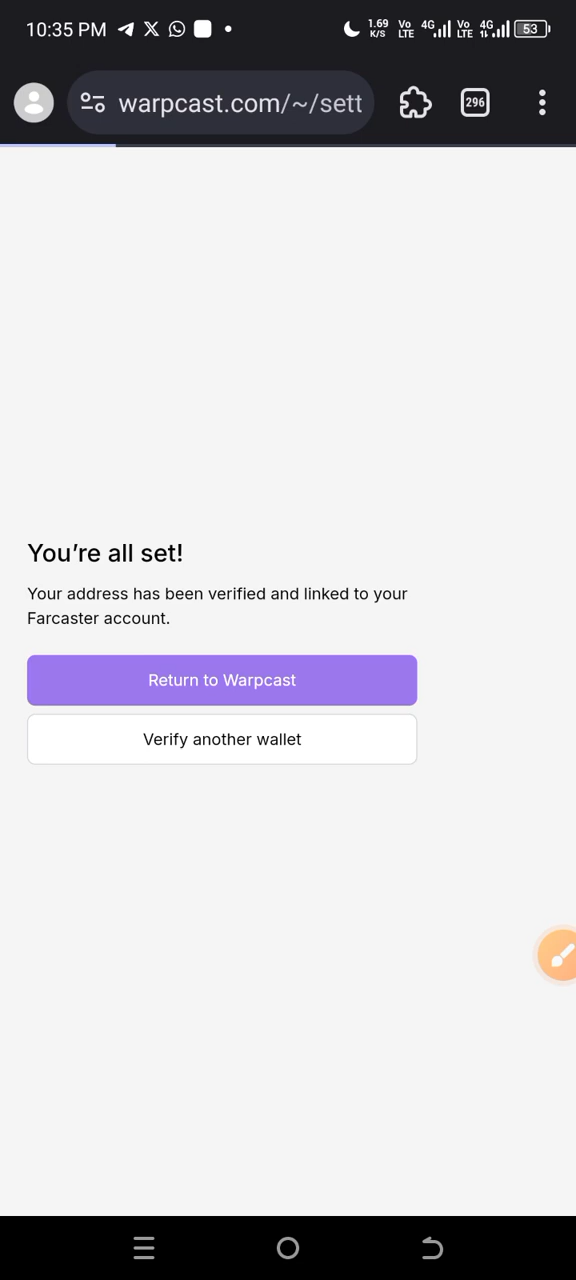 10:35 PM
1.69 K/S Vo LTE 4G Vo LTE 4G 53
warpcast.com/~/sett
296
You’re all set!
Your address has been verified and linked to your
Farcaster account.
Return to Warpcast
Verify another wallet